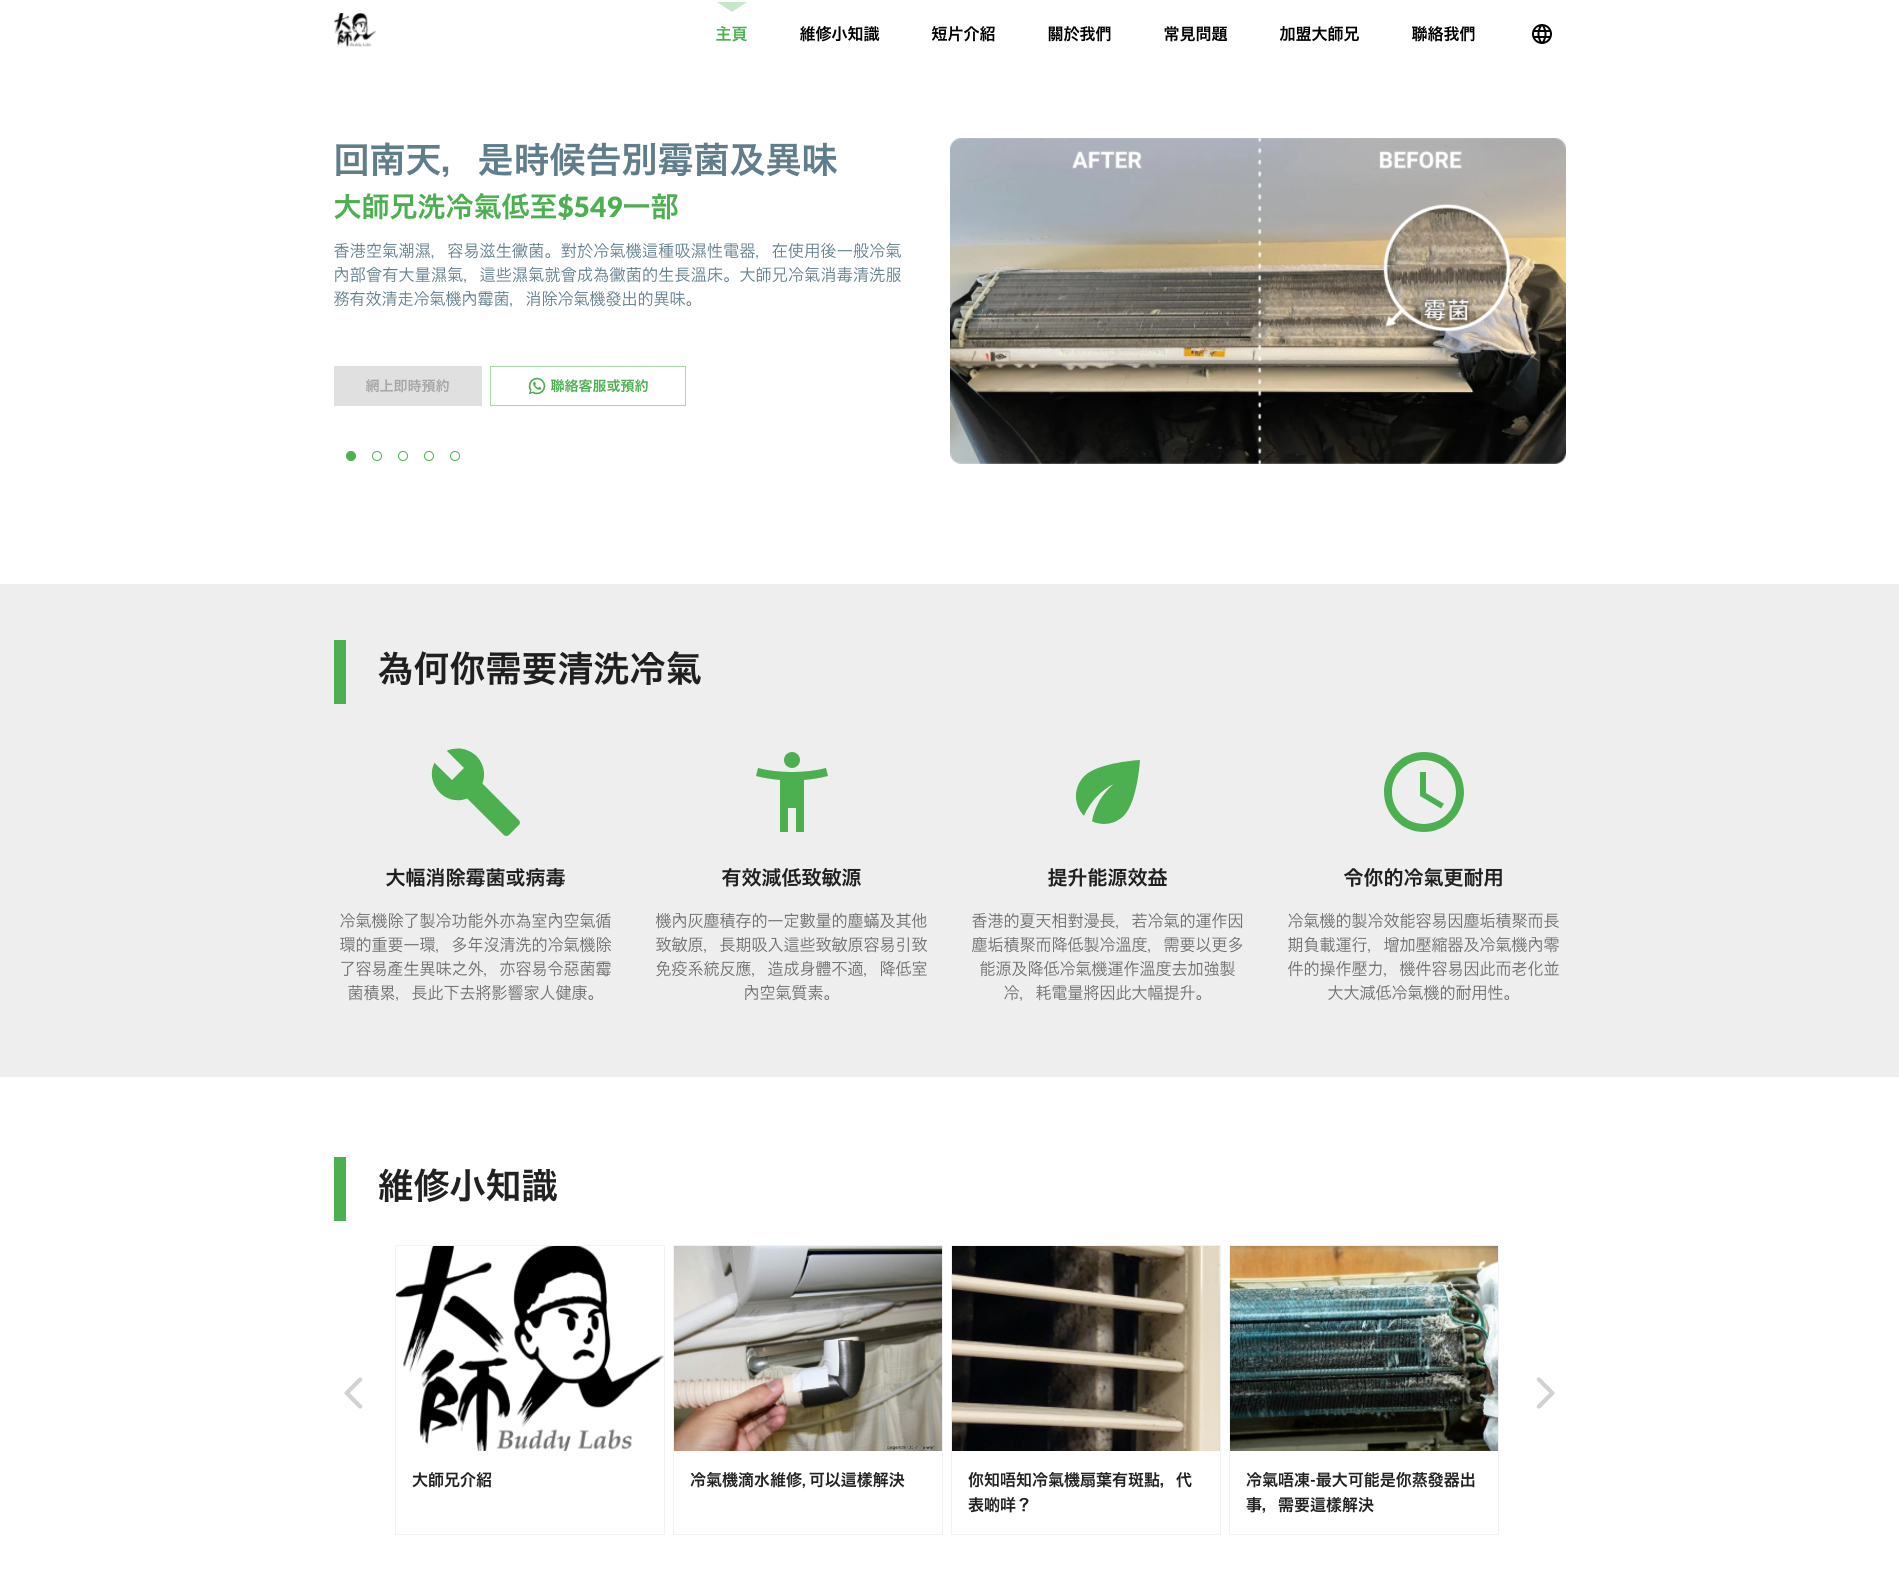 大師
Buddy Labs
主頁
維修小知識
短片介紹
關於我們
常見問題
加盟大師兄
聯絡我們
回南天，是時候告別霉菌及異味
大師兄洗冷氣低至$549一部
香港空氣潮濕，容易滋生黴菌。對於冷氣機這種吸濕性電器，在使用後一般冷氣
內部會有大量濕氣，這些濕氣就會成為黴菌的生長溫床。大師兄冷氣消毒清洗服
務有效清走冷氣機內霉菌，消除冷氣機發出的異味。
網上即時預約
聯絡客服或預約
AFTER
BEFORE
霉菌
為何你需要清洗冷氣
大幅消除霉菌或病毒
冷氣機除了製冷功能外亦為室內空氣循
環的重要一環，多年沒清洗的冷氣機除
了容易產生異味之外，亦容易令惡菌霉
菌積累，長此下去將影響家人健康。
有效減低致敏源
機內灰塵積存的一定數量的塵蟎及其他
致敏原，長期吸入這些致敏原容易引致
免疫系統反應，造成身體不適，降低室
內空氣質素。
提升能源效益
香港的夏天相對漫長，若冷氣的運作因
塵垢積聚而降低製冷溫度，需要以更多
能源及降低冷氣機運作溫度去加強製
冷，耗電量將因此大幅提升。
令你的冷氣更耐用
冷氣機的製冷效能容易因塵垢積聚而長
期負載運行，增加壓縮器及冷氣機內零
件的操作壓力，機件容易因此而老化並
大大減低冷氣機的耐用性。
維修小知識
大師
Buddy Labs
大師兄介紹
冷氣機滴水維修, 可以這樣解決
你知唔知冷氣機扇葉有斑點，代
表啲咩？
冷氣唔凍-最大可能是你蒸發器出
事，需要這樣解決